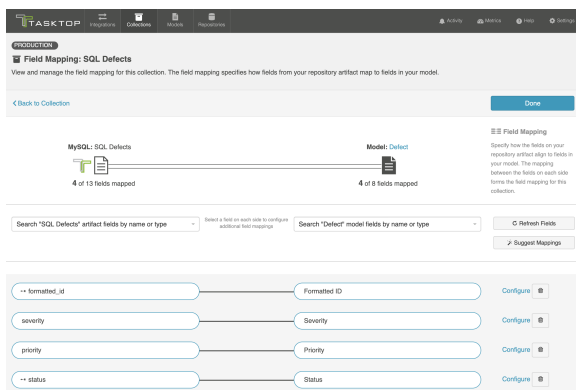 TASKTOP
Integrations
Collections
Models
Repositories
Activity
Metrics
Help
Settings
PRODUCTION
Field Mapping: SQL Defects
View and manage the field mapping for this collection. The field mapping specifies how fields from your repository artifact map to fields in your model.
Back to Collection
Done
MySQL: SQL Defects
Model: Defect
4 of 13 fields mapped
4 of 8 fields mapped
Field Mapping
Specify how the fields on your
repository artifact align to fields in
your model. The mapping
between the fields on each side
forms the field mapping for this
collection.
Search "SQL Defects" artifact fields by name or type
Select a field on each side to configure
additional field mappings
Search "Defect" model fields by name or type
Refresh Fields
Suggest Mappings
formatted_id
Formatted ID
Configure
severity
Severity
Configure
priority
Priority
Configure
status
Status
Configure